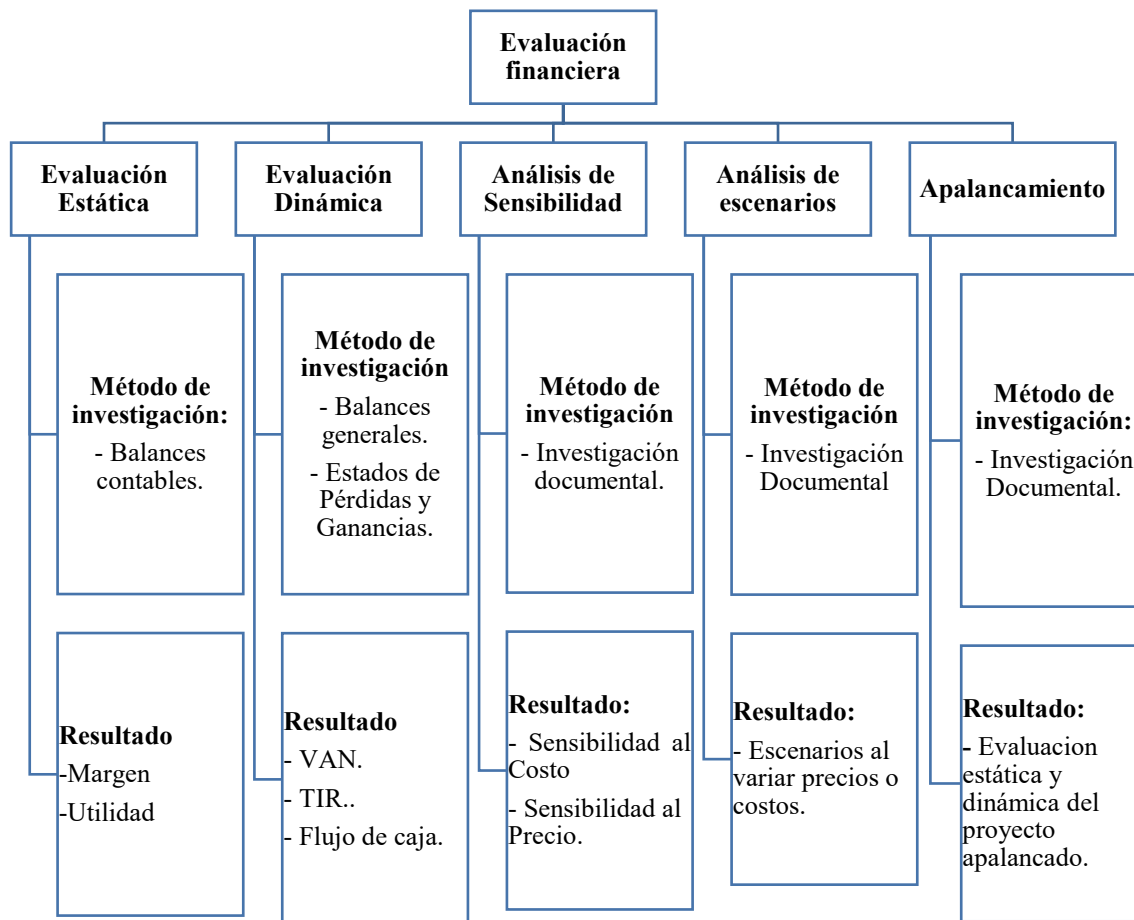 Evaluación
financiera
Evaluación
Estática
Evaluación
Dinámica
Análisis de
Sensibilidad
Análisis de
escenarios
Apalancamiento
Método de
investigación:
- Balances
contables.
Método de
investigación
- Balances
generales.
- Estados de
Pérdidas y
Ganancias.
Método de
investigación
- Investigación
documental.
Método de
investigación
- Investigación
Documental
Método de
investigación:
- Investigación
Documental.
Resultado
-Margen
-Utilidad
Resultado
- VAN.
- TIR..
- Flujo de caja.
Resultado:
- Sensibilidad al
Costo
- Sensibilidad al
Precio.
Resultado:
- Escenarios al
variar precios o
costos.
Resultado:
- Evaluacion
estática y
dinámica del
proyecto
apalancado.